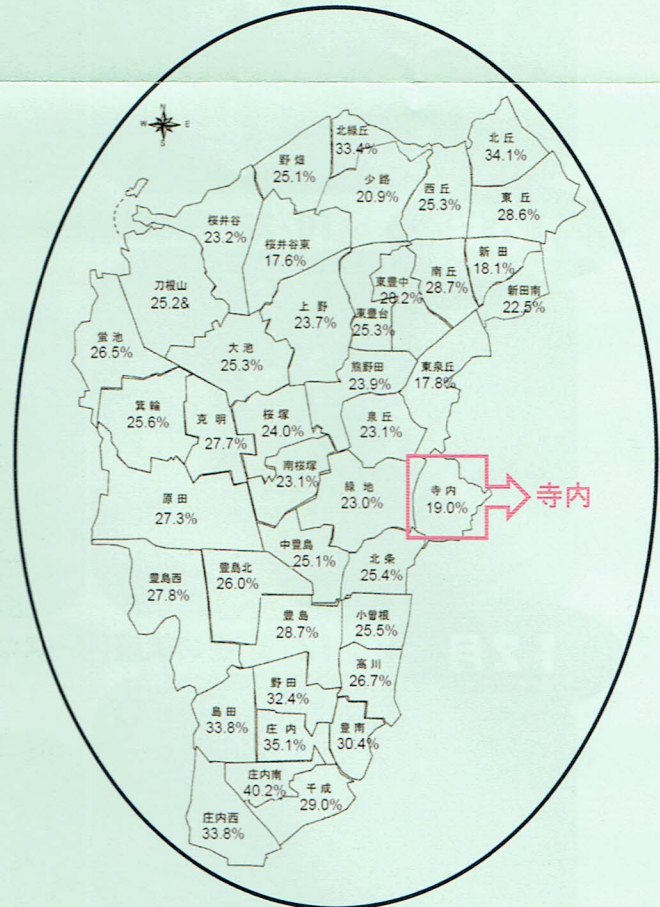 N
W E
S
北緑丘
33.4%
北丘
34.1%
野畑
25.1%
少路
20.9%
西丘
25.3%
東丘
28.6%
桜井谷
23.2%
桜井谷東
17.6%
新田
18.1%
南丘
28.7%
東豊中
28.2%
新田南
22.5%
刀根山
25.2&
上野
23.7%
東豊台
25.3%
蛍池
26.5%
大池
25.3%
熊野田
23.9%
東泉丘
17.8%
箕輪
25.6%
克明
27.7%
桜塚
24.0%
泉丘
23.1%
南桜塚
23.1%
緑地
23.0%
寺内
19.0%
寺内
原田
27.3%
中豊島
25.1%
北条
25.4%
豊島西
27.8%
豊島北
26.0%
豊島
28.7%
小曽根
25.5%
高川
26.7%
野田
32.4%
島田
33.8%
庄内
35.1%
豊南
30.4%
庄内南
40.2%
千成
29.0%
庄内西
33.8%